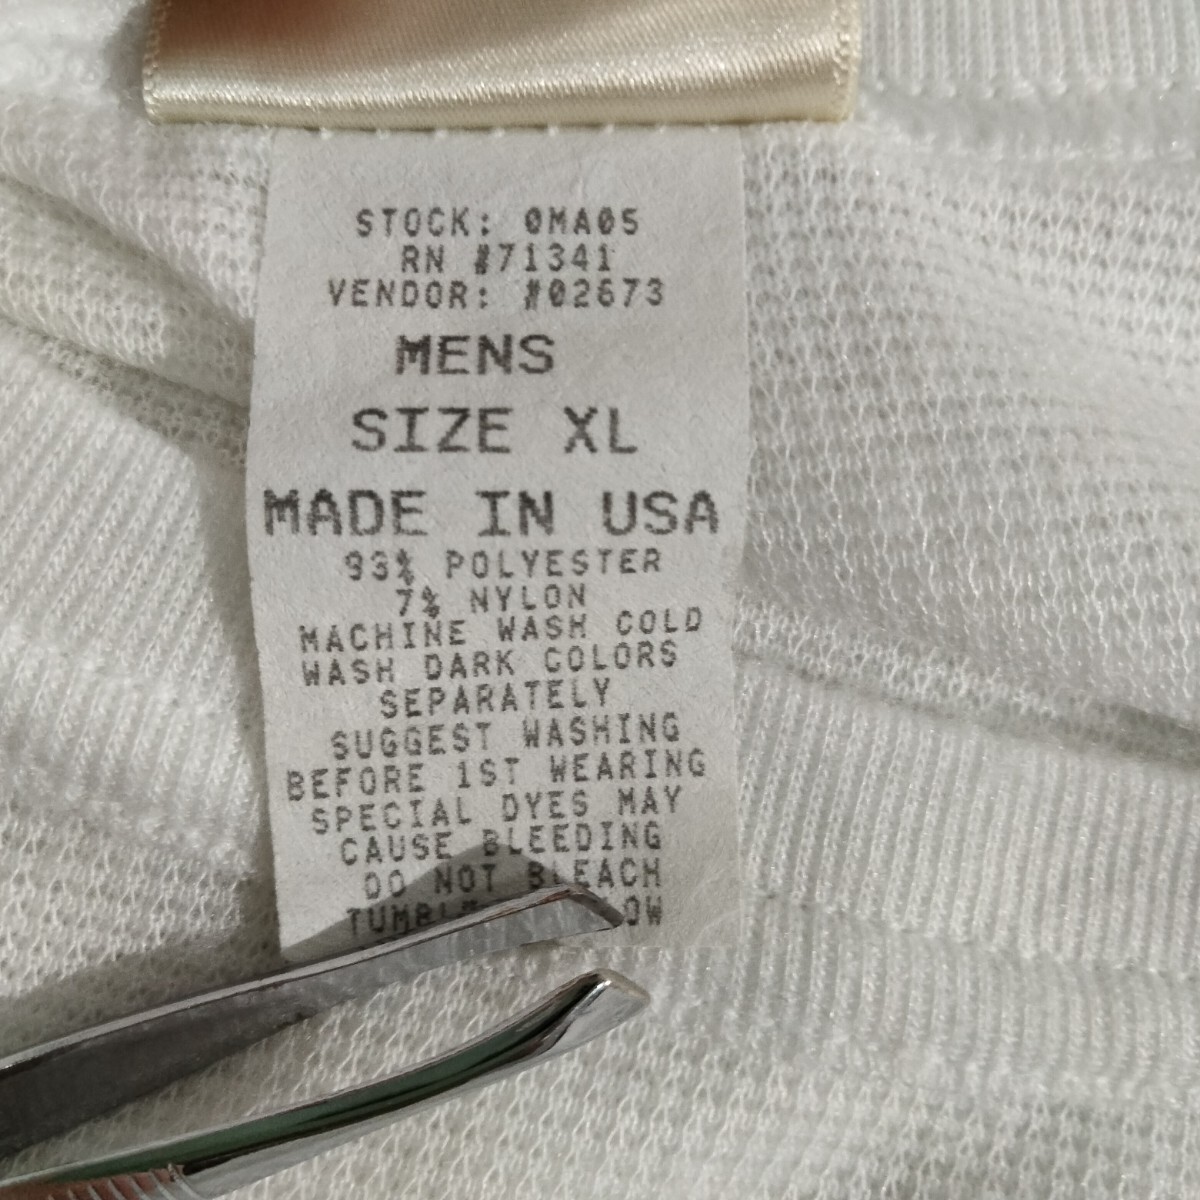 STOCK: 0MA05
RN #71341
VENDOR: #02673
MENS
SIZE XL
MADE IN USA
93% POLYESTER
7% NYLON
MACHINE WASH COLD
WASH DARK COLORS
SEPARATELY
SUGGEST WASHING
BEFORE 1ST WEARING
SPECIAL DYES MAY
CAUSE BLEEDING
DO NOT BLEACH